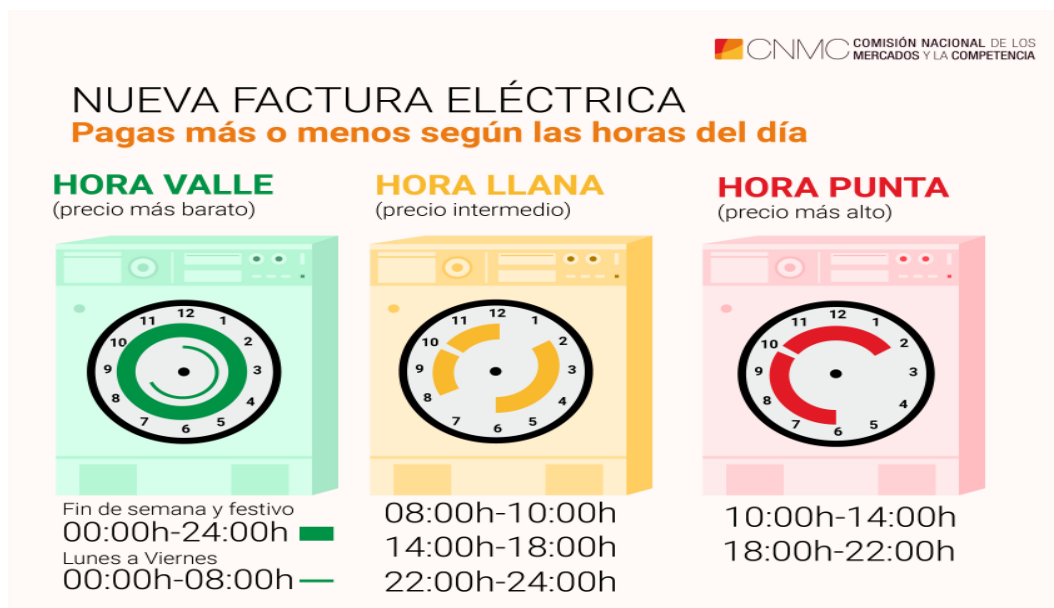 CNMC COMISIÓN NACIONAL DE LOS
MERCADOS Y LA COMPETENCIA
NUEVA FACTURA ELÉCTRICA
Pagas más o menos según las horas del día
HORA VALLE
(precio más barato)
12
11 1
10 2
9 3
8 4
7 5
6
Fin de semana y festivo
00:00h-24:00h
Lunes a Viernes
00:00h-08:00h
HORA LLANA
(precio intermedio)
12
11 1
10 2
9 3
8 4
7 5
6
08:00h-10:00h
14:00h-18:00h
22:00h-24:00h
HORA PUNTA
(precio más alto)
12
11 1
10 2
9 3
8 4
7 5
6
10:00h-14:00h
18:00h-22:00h